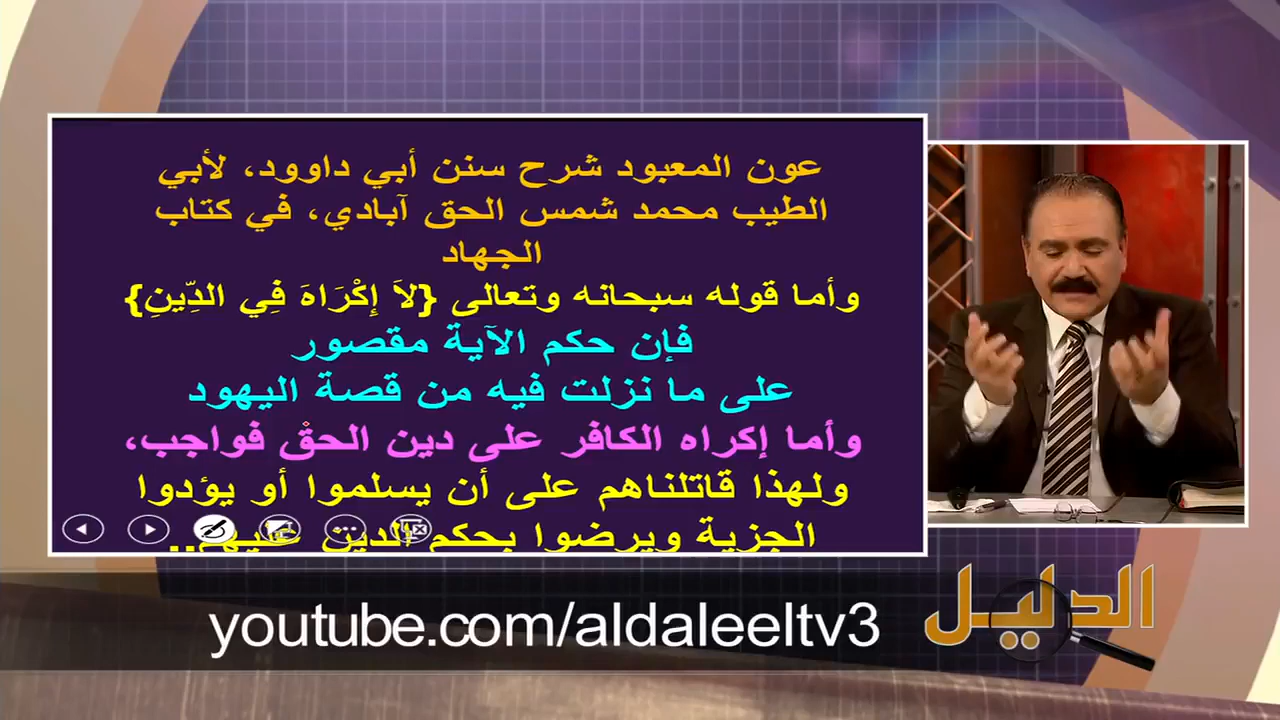 عون المعبود شرح سنن أبي داوود، لأبي
الطيب محمد شمس الحق آبادي، في كتاب
الجهاد
وأما قوله سبحانه وتعالى {لاَ إِكْرَاهَ فِي الدِّينِ}
فإن حكم الآية مقصور
على ما نزلت فيه من قصة اليهود
وأما إكراه الكافر على دين الحق فواجب،
ولهذا قاتلناهم على أن يسلموا أو يؤدوا
الجزية ويرضوا بحكم الدين عليهم..
youtube.com/aldaleeltv3
الدليل